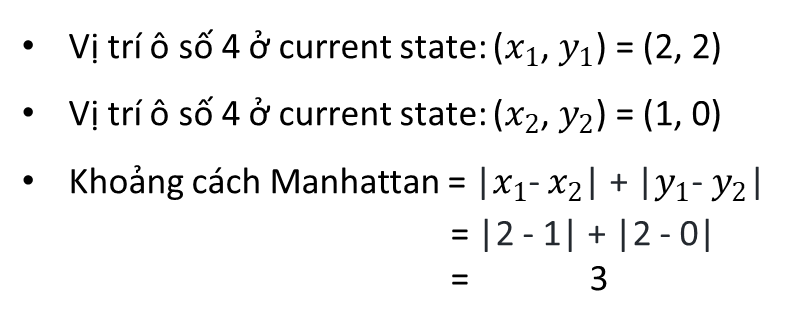 • Vị trí ô số 4 ở current state: (x₁, y₁) = (2, 2)
• Vị trí ô số 4 ở current state: (x₂, y₂) = (1, 0)
• Khoảng cách Manhattan = |x₁- x₂| + |y₁- y₂|
= |2 - 1| + |2 - 0|
= 3